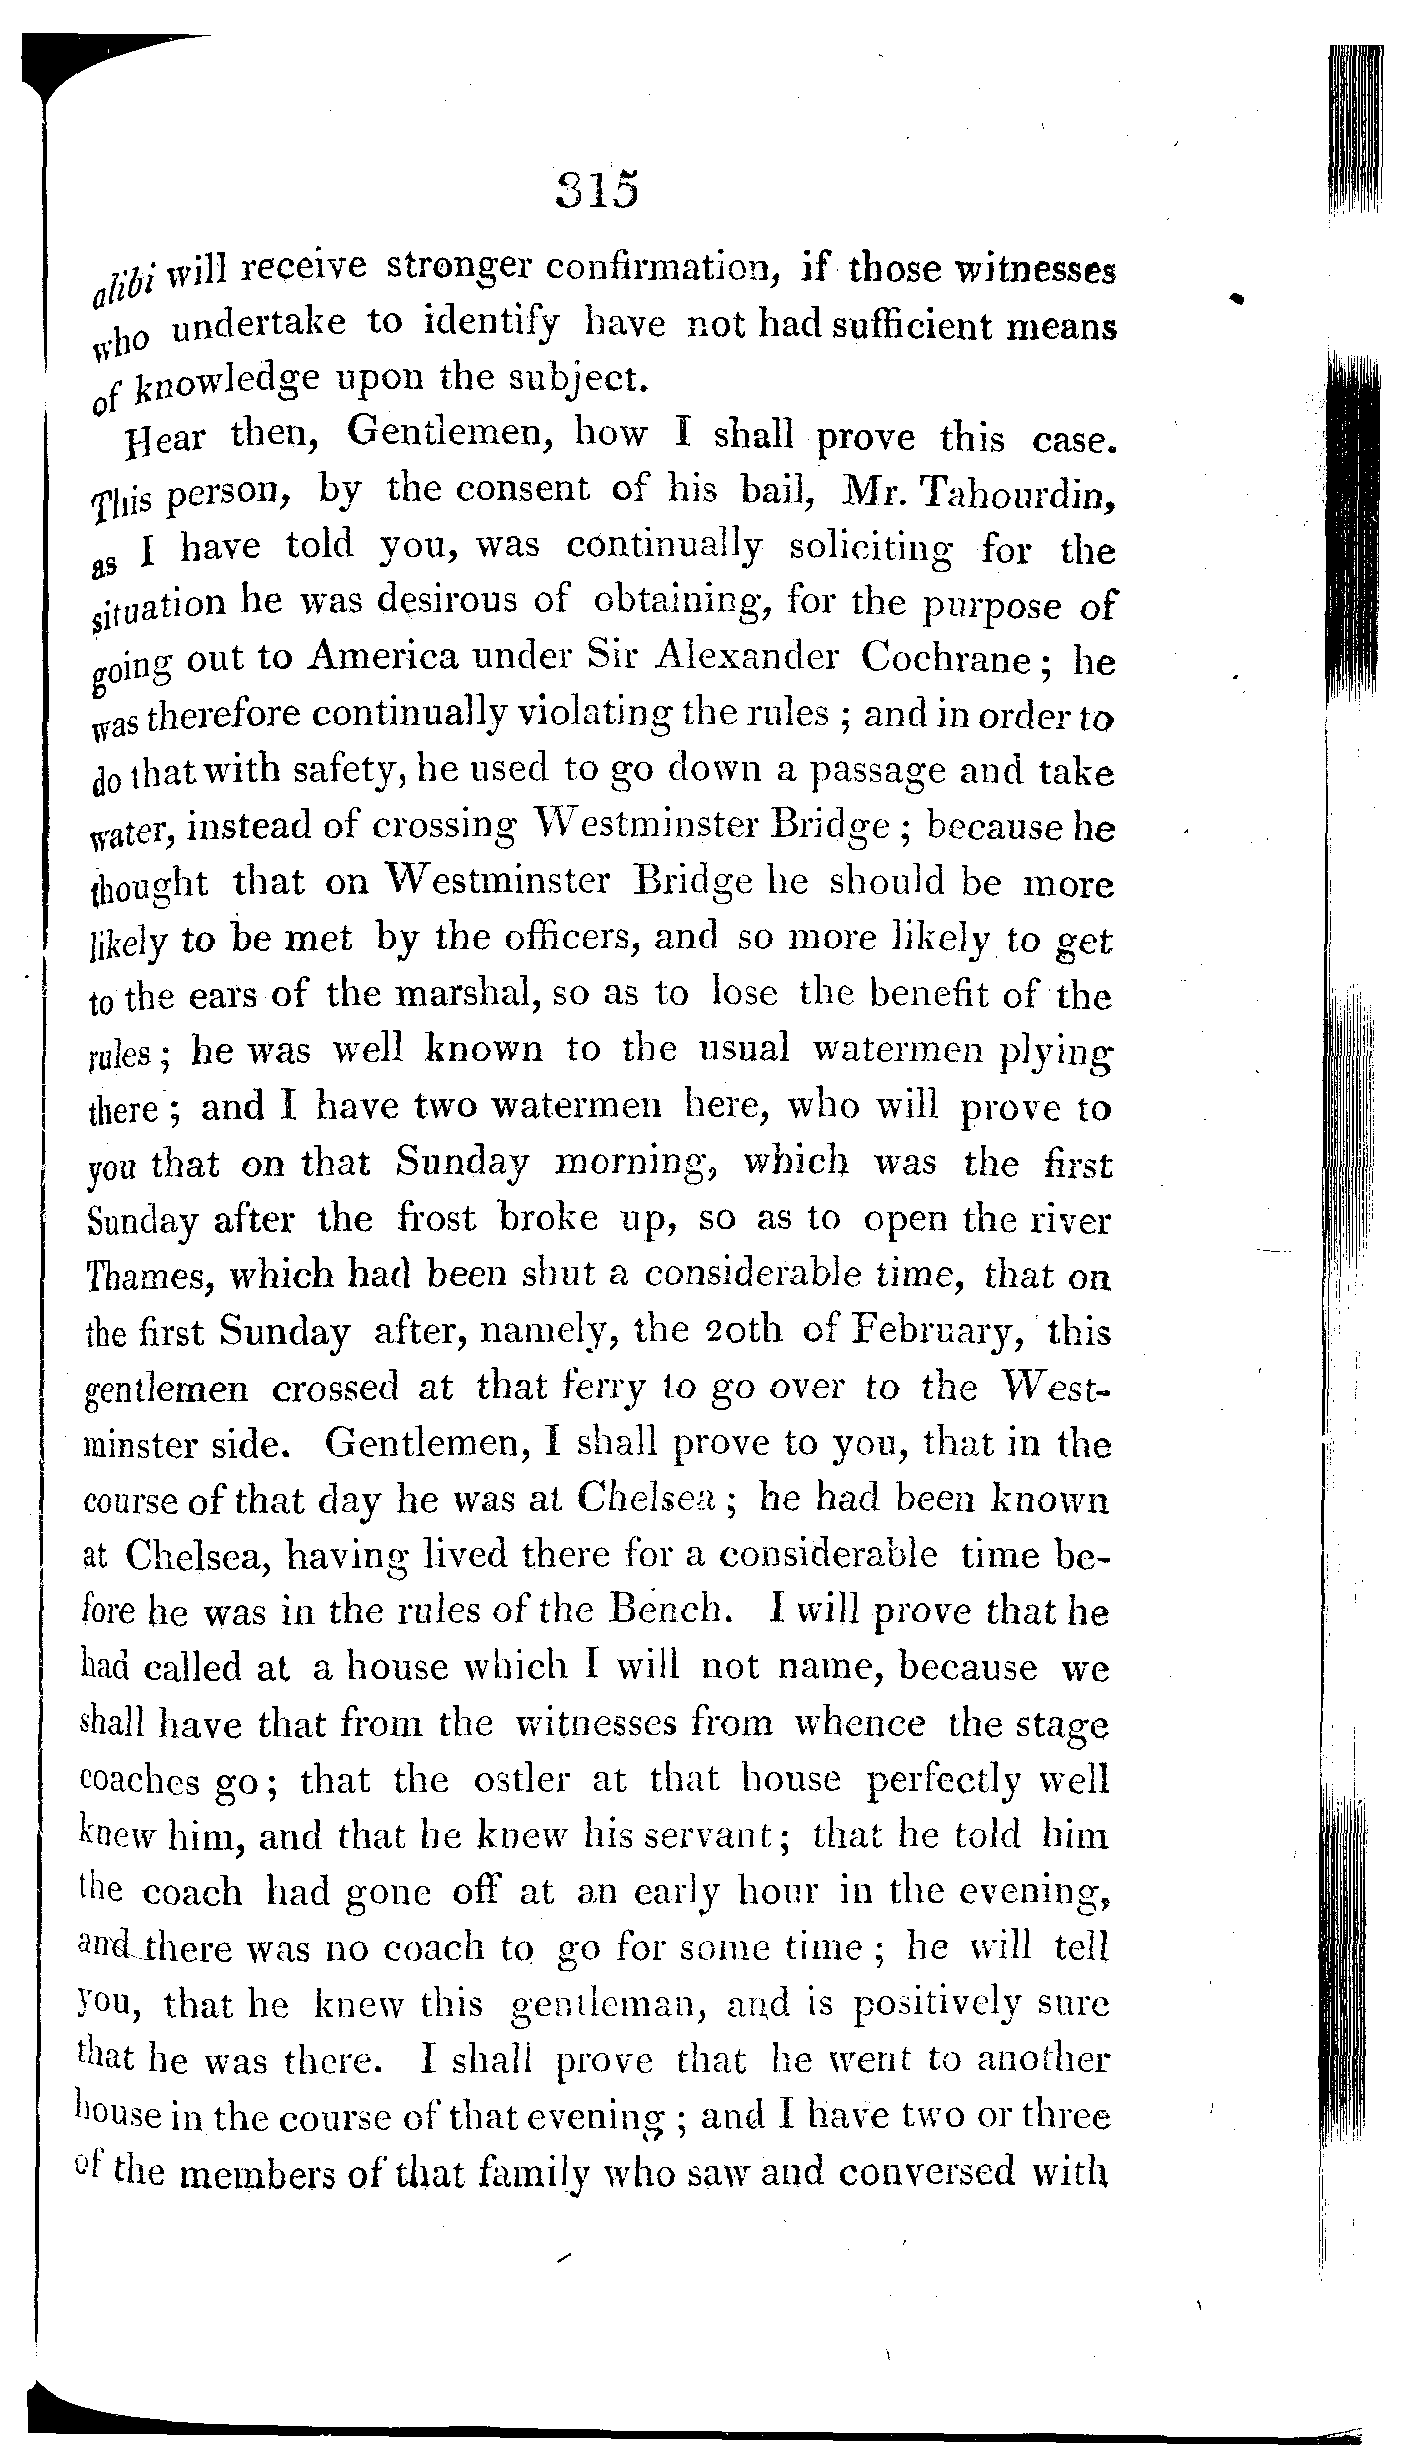 315
alibi will receive stronger confirmation, if those witnesses
who undertake to identify have not had sufficient means
of knowledge upon the subject.
Hear then, Gentlemen, how I shall prove this case.
This person, by the consent of his bail, Mr. Tahourdin,
as I have told you, was continually soliciting for the
situation he was desirous of obtaining, for the purpose of
going out to America under Sir Alexander Cochrane; he
was therefore continually violating the rules; and in order to
do that with safety, he used to go down a passage and take
water, instead of crossing Westminster Bridge; because he
thought that on Westminster Bridge he should be more
likely to be met by the officers, and so more likely to get
to the ears of the marshal, so as to lose the benefit of the
rules; he was well known to the usual watermen plying
there; and I have two watermen here, who will prove to
you that on that Sunday morning, which was the first
Sunday after the frost broke up, so as to open the river
Thames, which had been shut a considerable time, that on
the first Sunday after, namely, the 20th of February, this
gentlemen crossed at that ferry to go over to the West-
minster side. Gentlemen, I shall prove to you, that in the
course of that day he was at Chelsea; he had been known
at Chelsea, having lived there for a considerable time be-
fore he was in the rules of the Bench. I will prove that he
had called at a house which I will not name, because we
shall have that from the witnesses from whence the stage
coaches go; that the ostler at that house perfectly well
knew him, and that he knew his servant; that he told him
the coach had gone off at an early hour in the evening,
and there was no coach to go for some time; he will tell
you, that he knew this gentleman, and is positively sure
that he was there. I shall prove that he went to another
house in the course of that evening; and I have two or three
of the members of that family who saw and conversed with